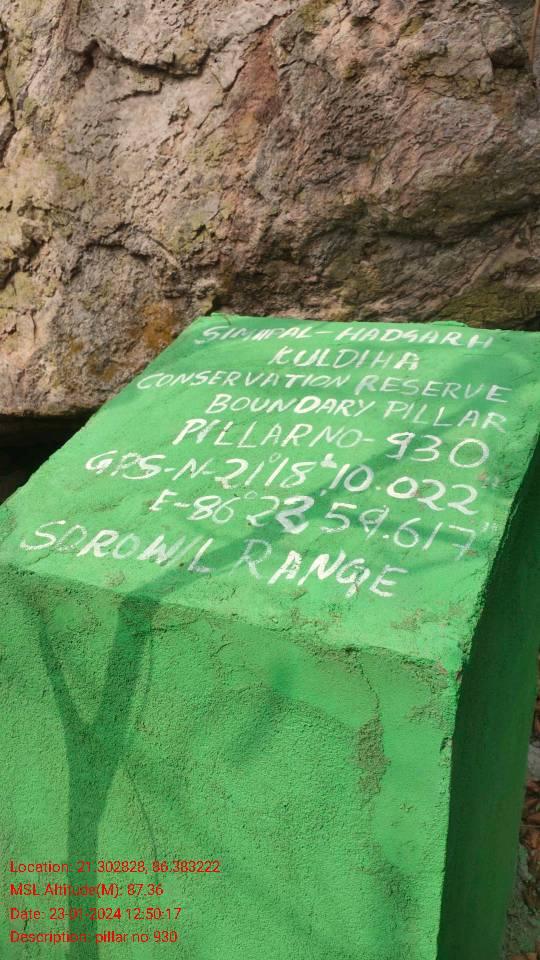 SIMIIPAL-HADGARH
KULDIHA
CONSERVATION RESERVE
BOUNDARY PILLAR
PILLAR NO- 930
GPS-N-21°18'10.022"
E-86°22'59.617"
RANGE
Location: 21.302828, 86.383222
MSL Altitude(M): 87.36
Date: 23-01-2024 12:50:17
Description: pillar no 930